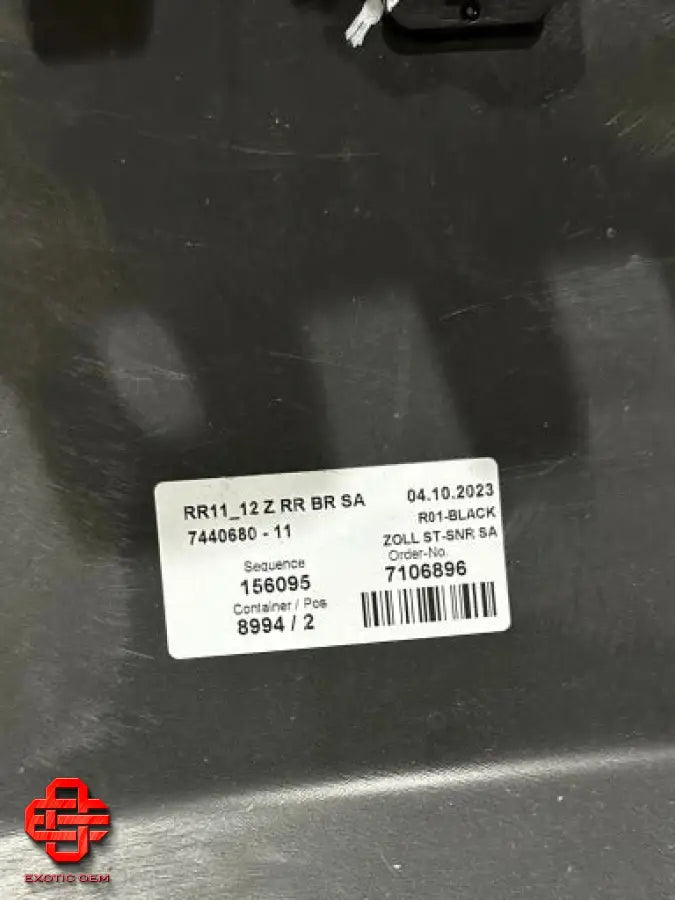 RR11_12 Z RR BR SA 04.10.2023
7440680 - 11 R01-BLACK
ZOLL ST-SNR SA
Sequence Order-No.
156095 7106896
Container / Pos
8994 / 2
EXOTIC OEM